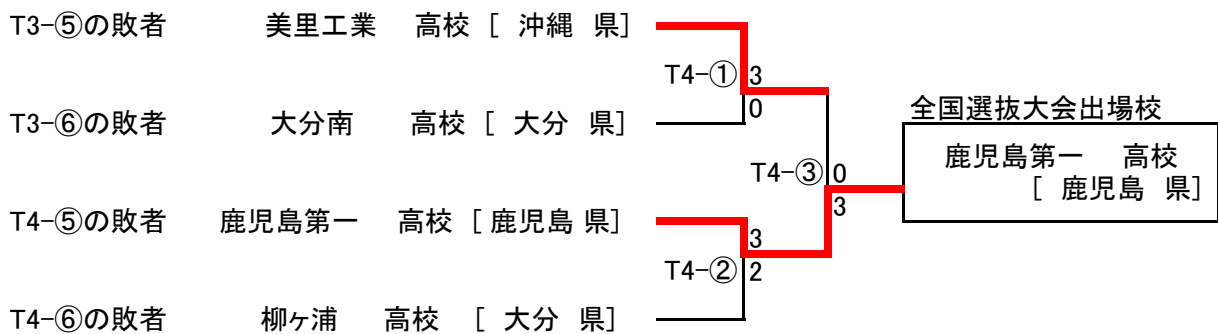 T3-⑤の敗者 美里工業 高校 [ 沖縄 県]
T4-① 3
0
T3-⑥の敗者 大分南 高校 [ 大分 県]
全国選抜大会出場校
鹿児島第一 高校
[ 鹿児島 県]
T4-③ 0
3
T4-⑤の敗者 鹿児島第一 高校 [ 鹿児島 県]
3
T4-② 2
T4-⑥の敗者 柳ヶ浦 高校 [ 大分 県]